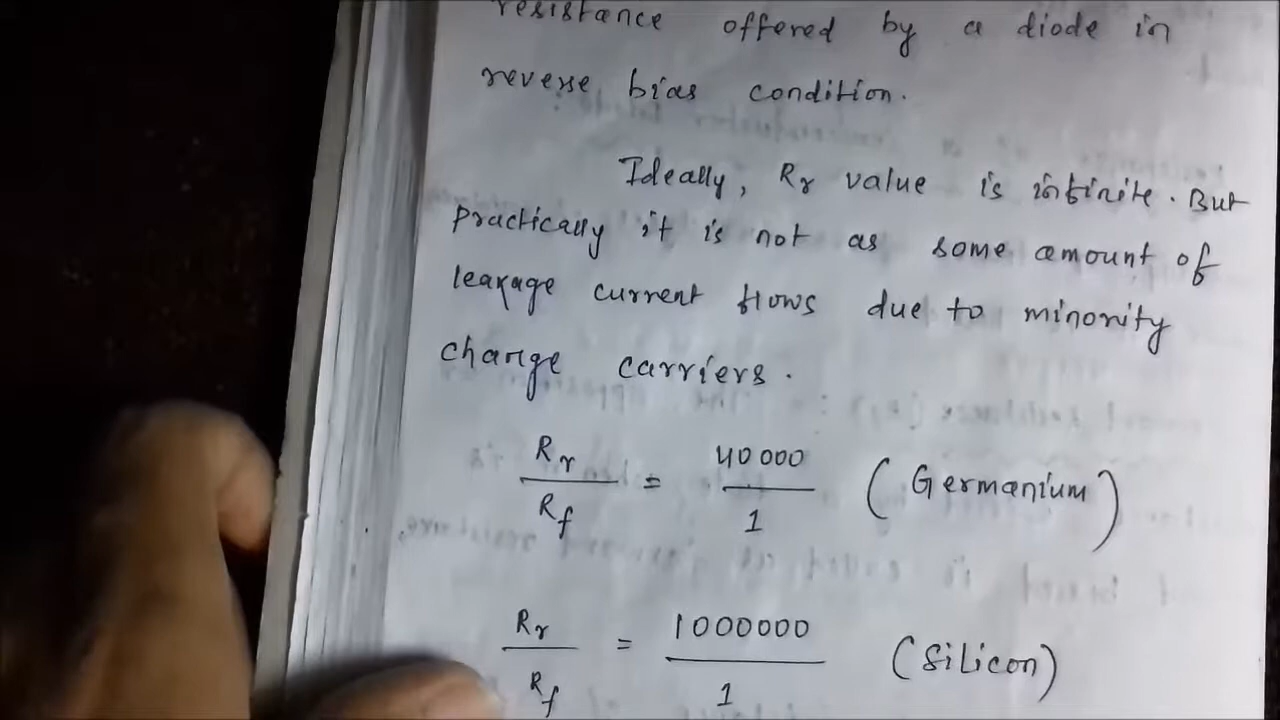 resistance offered by a diode in
reverse bias condition.
Ideally, Rr value is infinite. But
practically it is not as some amount of
leakage current flows due to minority
charge carriers.
Rr/Rf = 40000/1 (Germanium)
Rr/Rf = 1000000/1 (Silicon)